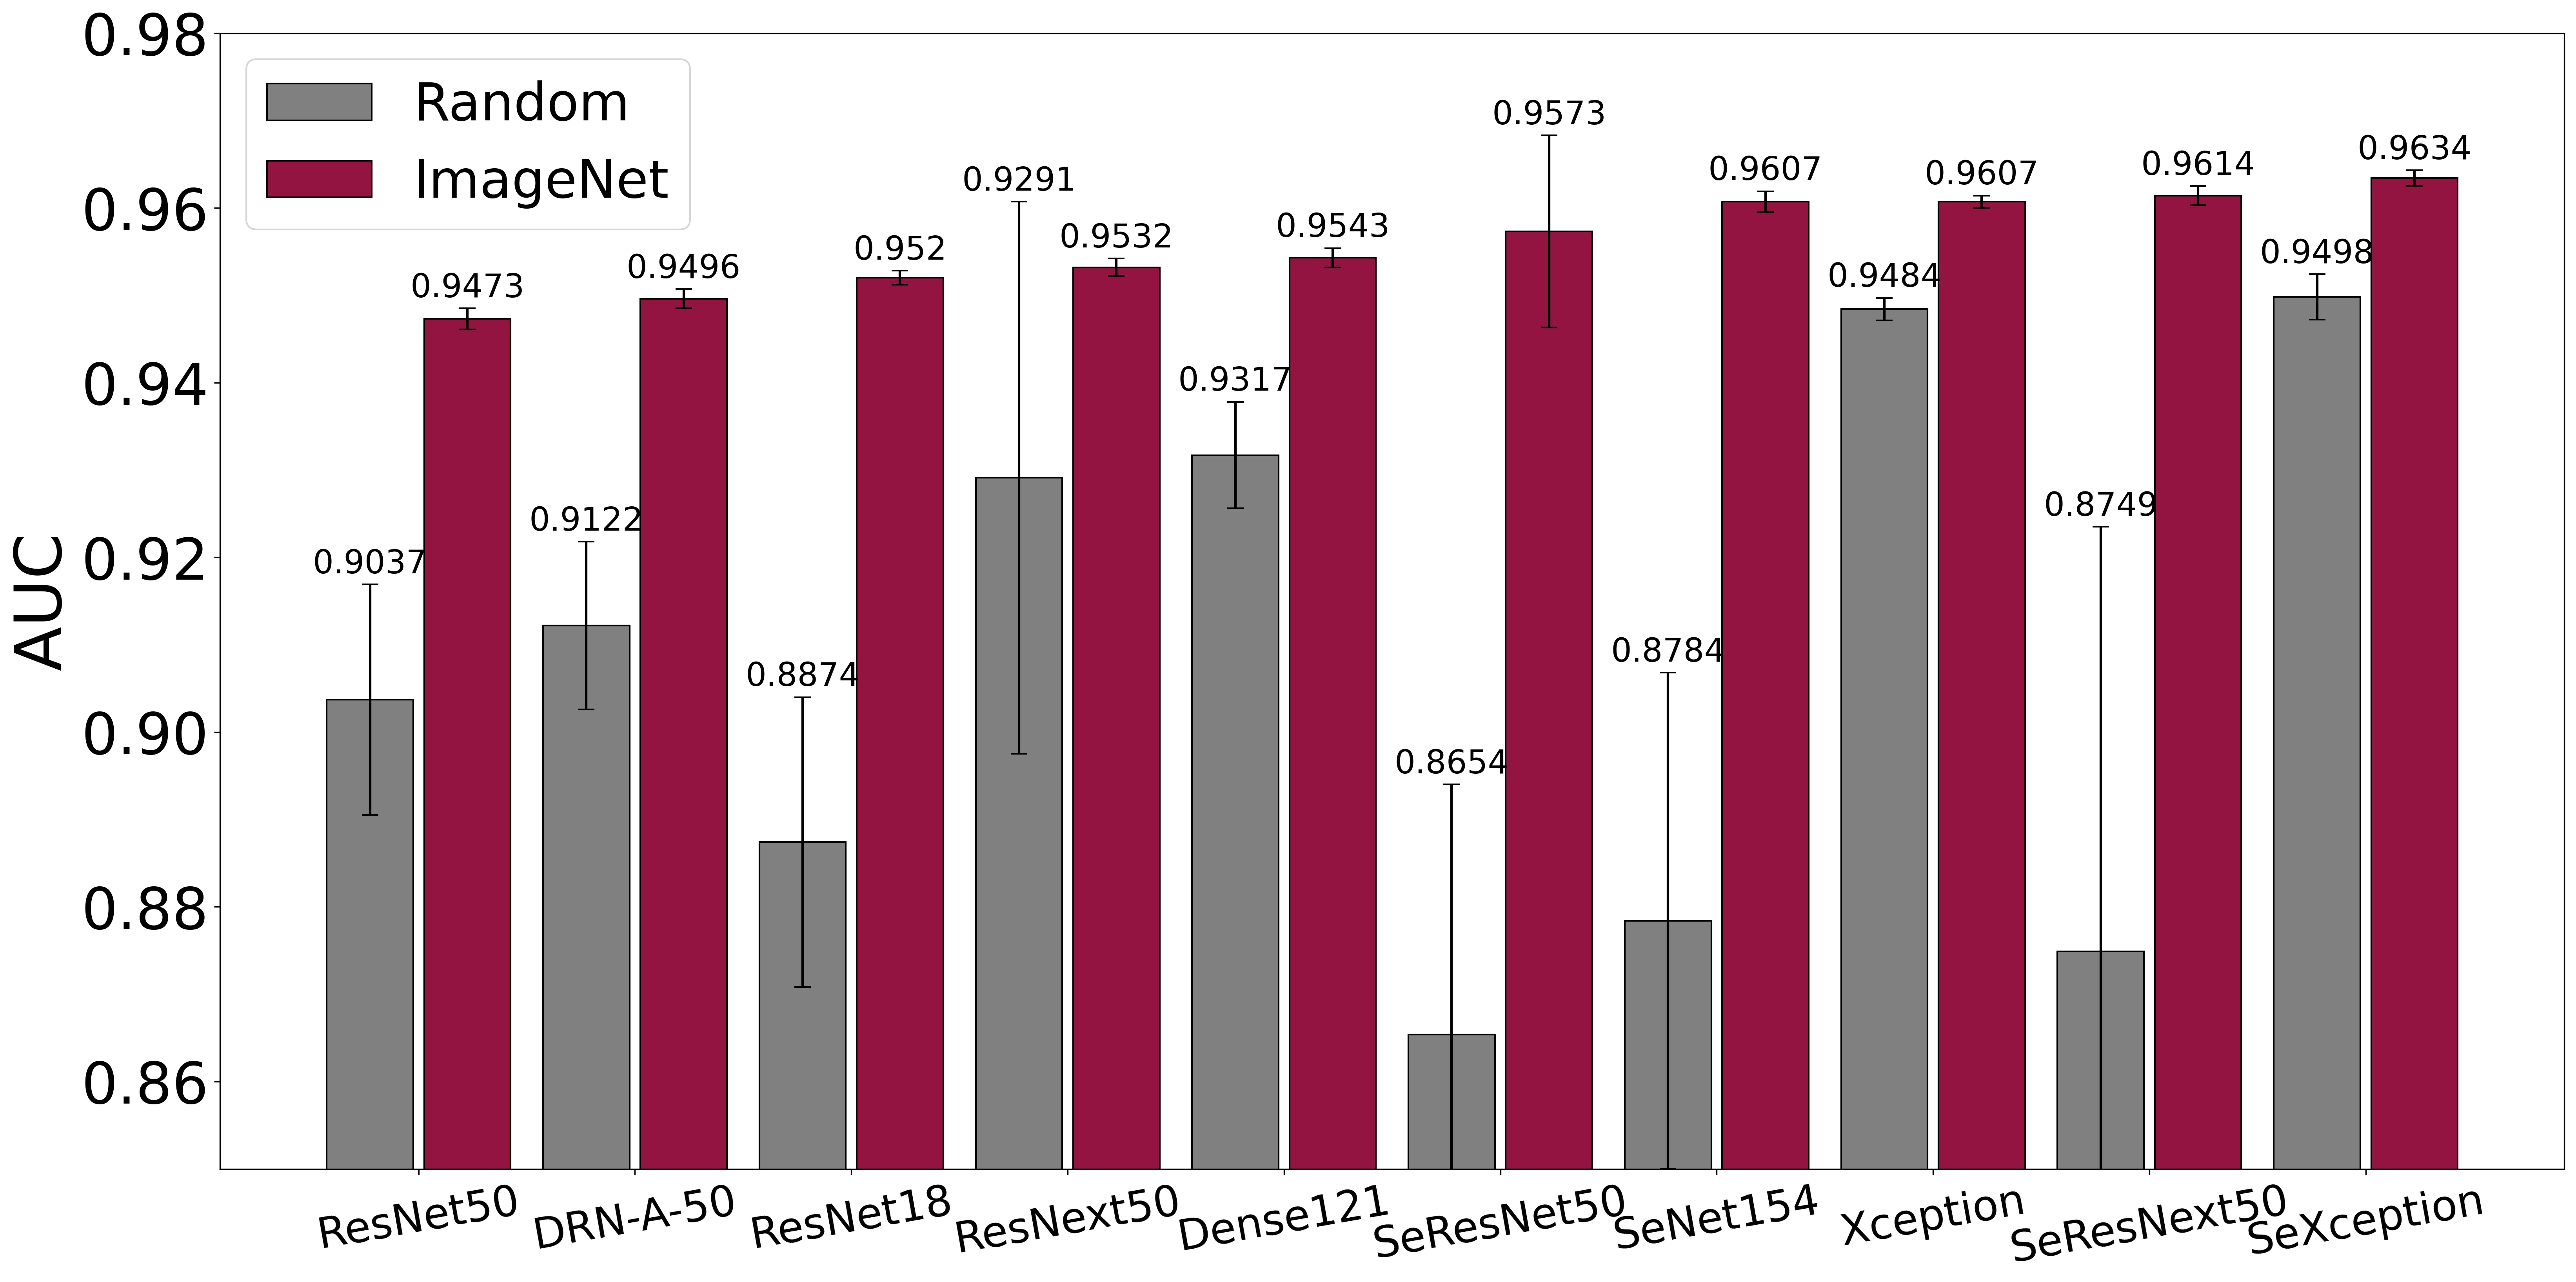 0.98
0.96
0.94
0.92
0.90
0.88
0.86
AUC
Random
ImageNet
0.9037
0.9473
0.9122
0.9496
0.8874
0.952
0.9291
0.9532
0.9317
0.9543
0.8654
0.9573
0.8784
0.9607
0.9484
0.9607
0.8749
0.9614
0.9498
0.9634
ResNet50
DRN-A-50
ResNet18
ResNext50
Dense121
SeResNet50
SeNet154
Xception
SeResNext50
SeXception